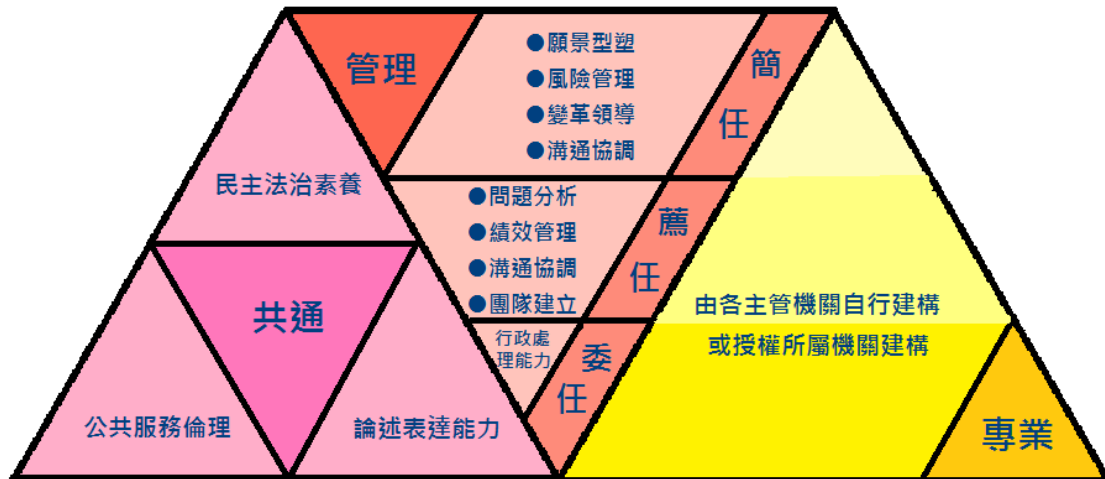 管理
●願景型塑
●風險管理
●變革領導
●溝通協調
簡
任
民主法治素養
●問題分析
●績效管理
●溝通協調
●團隊建立
薦
任
共通
由各主管機關自行建構
或授權所屬機關建構
行政處
理能力
委
任
公共服務倫理
論述表達能力
專業